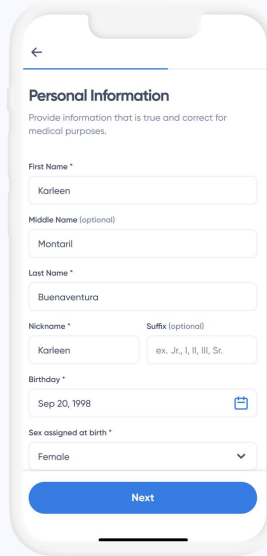 Personal Information
Provide information that is true and correct for
medical purposes.
First Name *
Karleen
Middle Name (optional)
Montaril
Last Name *
Buenaventura
Nickname *
Suffix (optional)
Karleen
ex. Jr., I, II, III, Sr.
Birthday *
Sep 20, 1998
Sex assigned at birth *
Female
Next